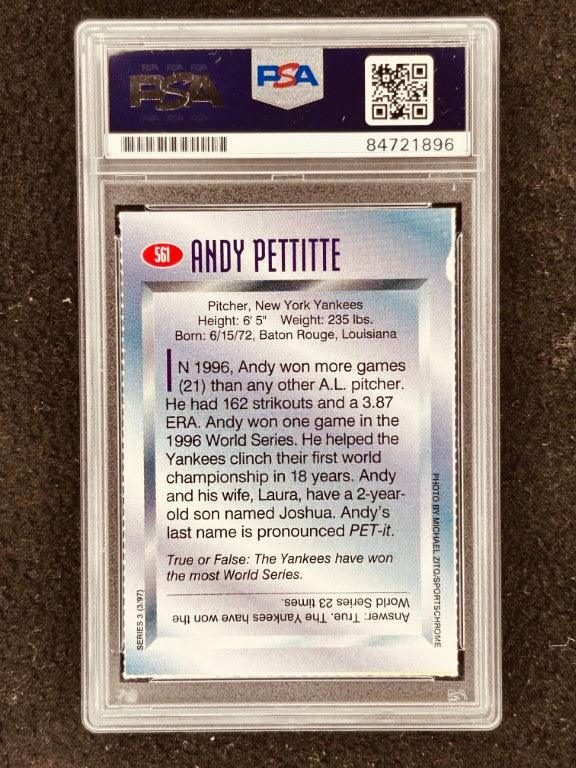 PSA
PSA
84721896
561 ANDY PETTITTE
Pitcher, New York Yankees
Height: 6' 5" Weight: 235 lbs.
Born: 6/15/72, Baton Rouge, Louisiana
IN 1996, Andy won more games
(21) than any other A.L. pitcher.
He had 162 strikouts and a 3.87
ERA. Andy won one game in the
1996 World Series. He helped the
Yankees clinch their first world
championship in 18 years. Andy
and his wife, Laura, have a 2-year-
old son named Joshua. Andy's
last name is pronounced PET-it.
True or False: The Yankees have won
the most World Series.
Answer: True. The Yankees have won the
World Series 23 times.
SERIES 3 (3/97)
PHOTO BY MICHAEL ZITO/SPORTSCHROME